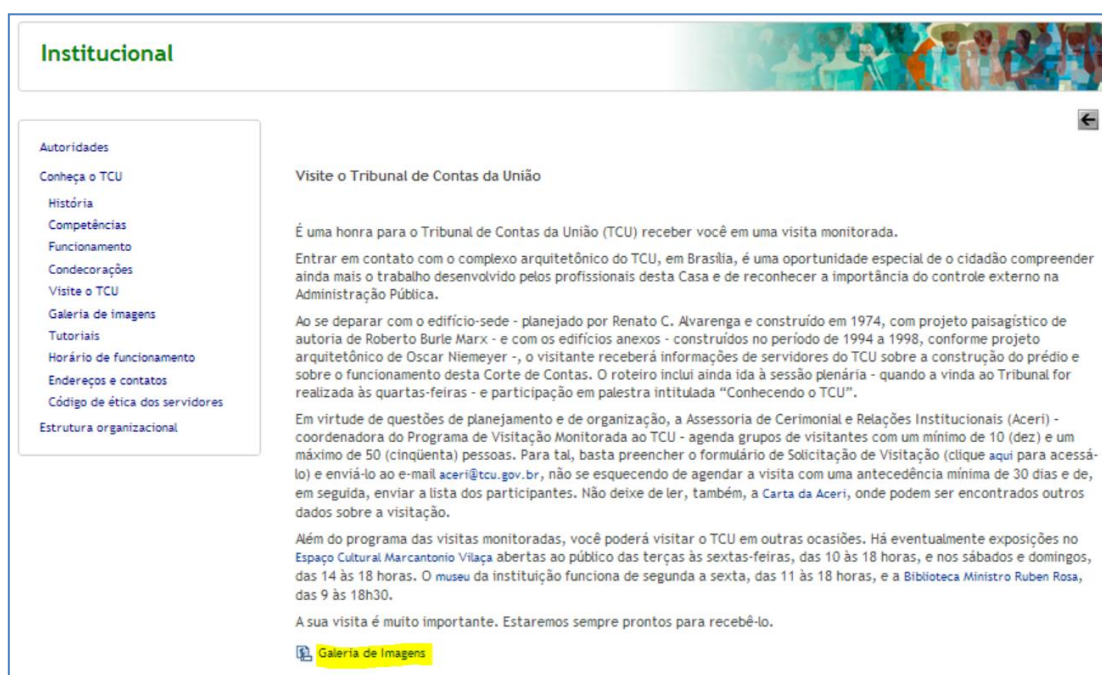 Institucional
Autoridades
Conheça o TCU
História
Competências
Funcionamento
Condecorações
Visite o TCU
Galeria de imagens
Tutoriais
Horário de funcionamento
Endereços e contatos
Código de ética dos servidores
Estrutura organizacional
Visite o Tribunal de Contas da União
É uma honra para o Tribunal de Contas da União (TCU) receber você em uma visita monitorada.
Entrar em contato com o complexo arquitetônico do TCU, em Brasília, é uma oportunidade especial de o cidadão compreender
ainda mais o trabalho desenvolvido pelos profissionais desta Casa e de reconhecer a importância do controle externo na
Administração Pública.
Ao se deparar com o edifício-sede - planejado por Renato C. Alvarenga e construído em 1974, com projeto paisagístico de
autoria de Roberto Burle Marx - e com os edifícios anexos - construídos no período de 1994 a 1998, conforme projeto
arquitetônico de Oscar Niemeyer -, o visitante receberá informações de servidores do TCU sobre a construção do prédio e
sobre o funcionamento desta Corte de Contas. O roteiro inclui ainda ida à sessão plenária - quando a vinda ao Tribunal for
realizada às quartas-feiras - e participação em palestra intitulada “Conhecendo o TCU”.
Em virtude de questões de planejamento e de organização, a Assessoria de Cerimonial e Relações Institucionais (Aceri) -
coordenadora do Programa de Visitação Monitorada ao TCU - agenda grupos de visitantes com um mínimo de 10 (dez) e um
máximo de 50 (cinqüenta) pessoas. Para tal, basta preencher o formulário de Solicitação de Visitação (clique aqui para acessá-
lo) e enviá-lo ao e-mail aceri@tcu.gov.br, não se esquecendo de agendar a visita com uma antecedência mínima de 30 dias e de,
em seguida, enviar a lista dos participantes. Não deixe de ler, também, a Carta da Aceri, onde podem ser encontrados outros
dados sobre a visitação.
Além do programa das visitas monitoradas, você poderá visitar o TCU em outras ocasiões. Há eventualmente exposições no
Espaço Cultural Marcantonio Vilaça abertas ao público das terças às sextas-feiras, das 10 às 18 horas, e nos sábados e domingos,
das 14 às 18 horas. O museu da instituição funciona de segunda a sexta, das 11 às 18 horas, e a Biblioteca Ministro Ruben Rosa,
das 9 às 18h30.
A sua visita é muito importante. Estaremos sempre prontos para recebê-lo.
Galeria de Imagens